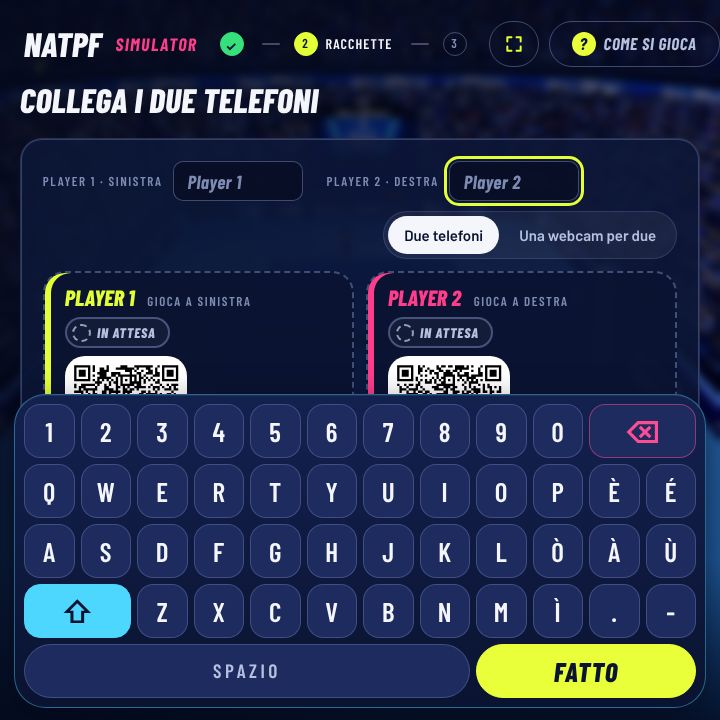 NATPF SIMULATOR 2 RACCHETTE 3 ? COME SI GIOCA
COLLEGA I DUE TELEFONI
PLAYER 1 · SINISTRA Player 1 PLAYER 2 · DESTRA Player 2
Due telefoni Una webcam per due
PLAYER 1 GIOCA A SINISTRA PLAYER 2 GIOCA A DESTRA
IN ATTESA IN ATTESA
1 2 3 4 5 6 7 8 9 0
Q W E R T Y U I O P È É
A S D F G H J K L Ò À Ù
Z X C V B N M Ì . -
SPAZIO FATTO